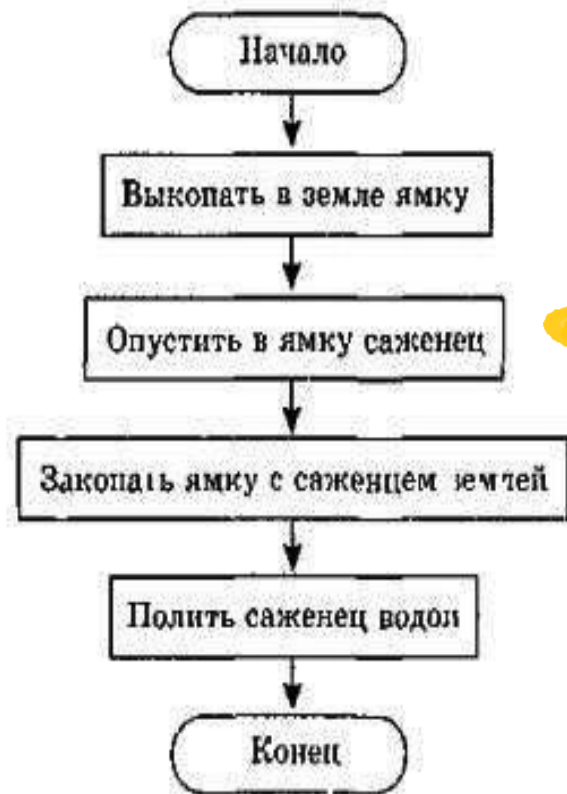 Начало
Выкопать в земле ямку
Опустить в ямку саженец
Закопать ямку с саженцем землей
Полить саженец водой
Конец